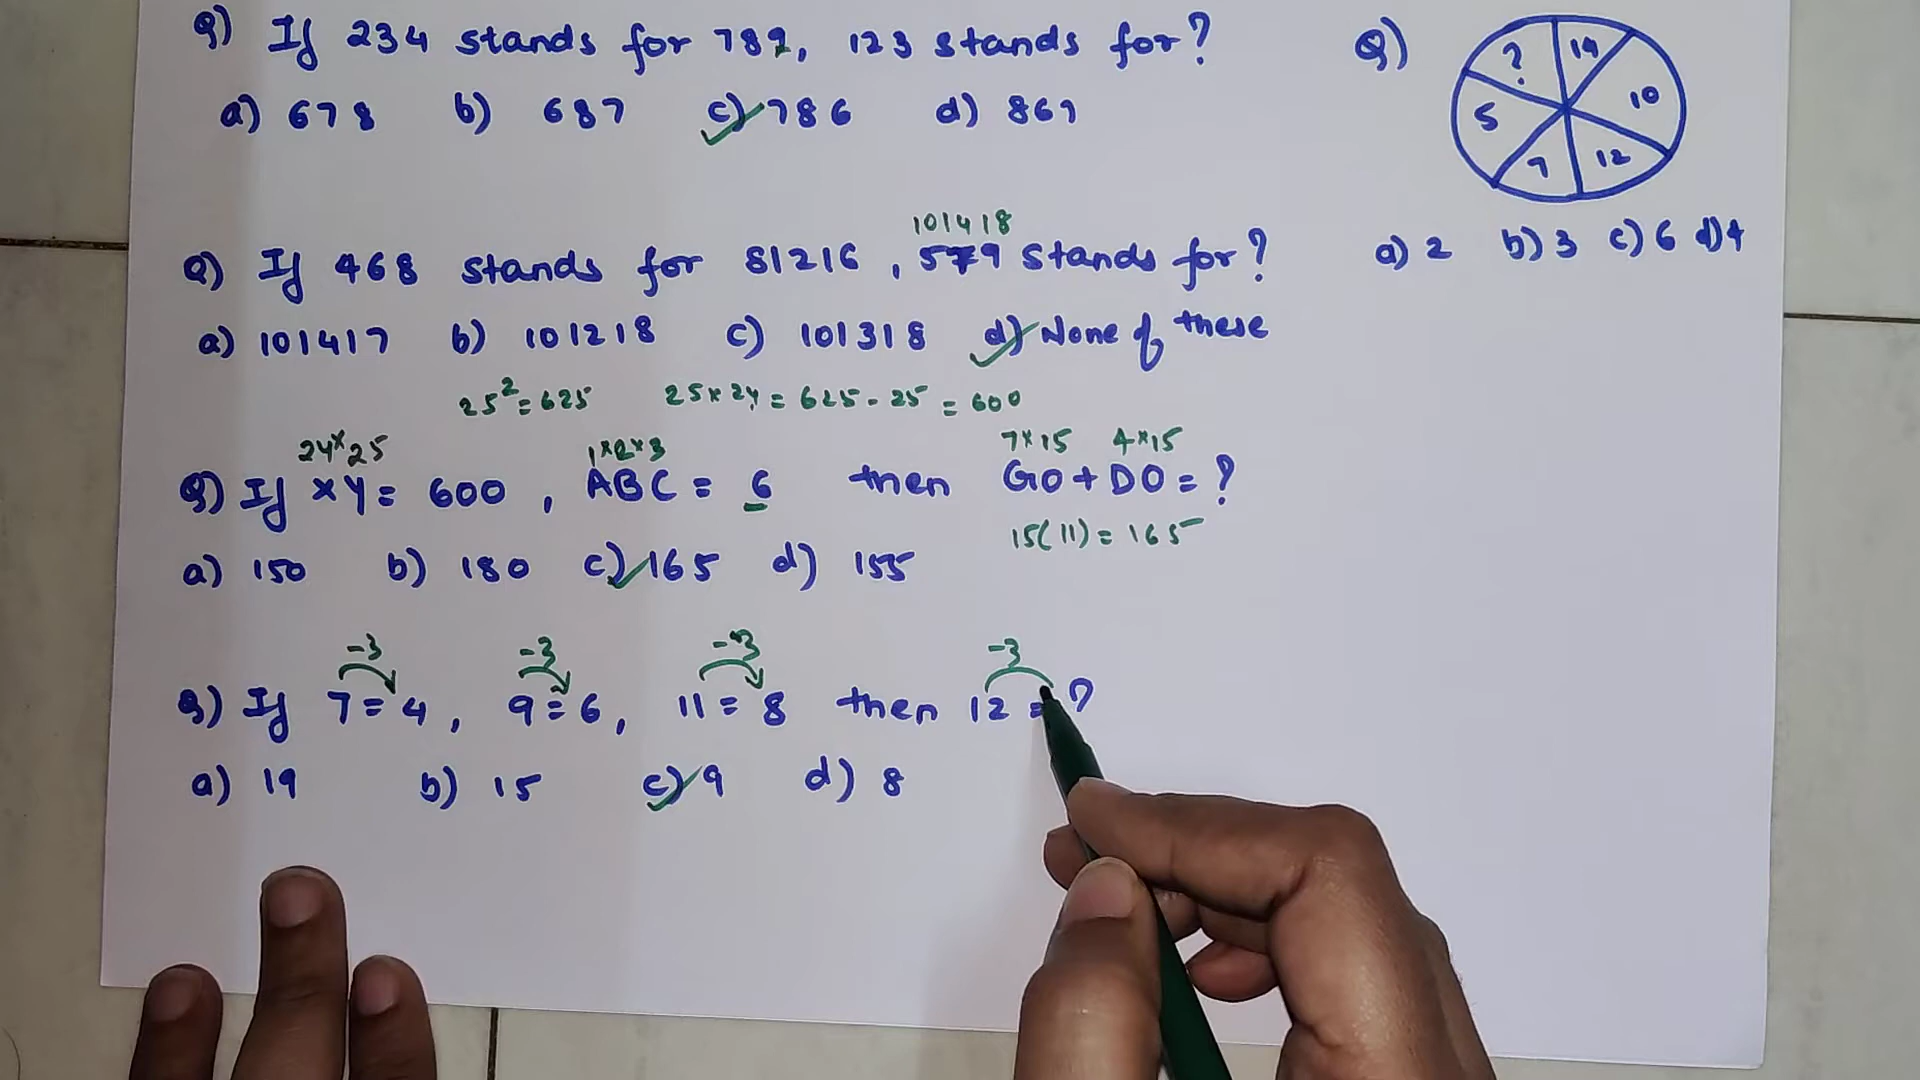 Q) If 234 stands for 789, 123 stands for?
a) 678 b) 687 c) 786 d) 867
101418
Q) If 468 stands for 81216, 579 stands for?
a) 101417 b) 101218 c) 101318 d) None of these
25² = 625 25×24 = 625 - 25 = 600
24×25 1×2×3 7×15 4×15
Q) If XY = 600, ABC = 6 then GO + DO = ?
15(11) = 165
a) 150 b) 180 c) 165 d) 155
-3 -3 -3 -3
Q) If 7 = 4, 9 = 6, 11 = 8 then 12 = ?
a) 19 b) 15 c) 9 d) 8
Q)
? 14
5 10
7 12
a) 2 b) 3 c) 6 d) 4